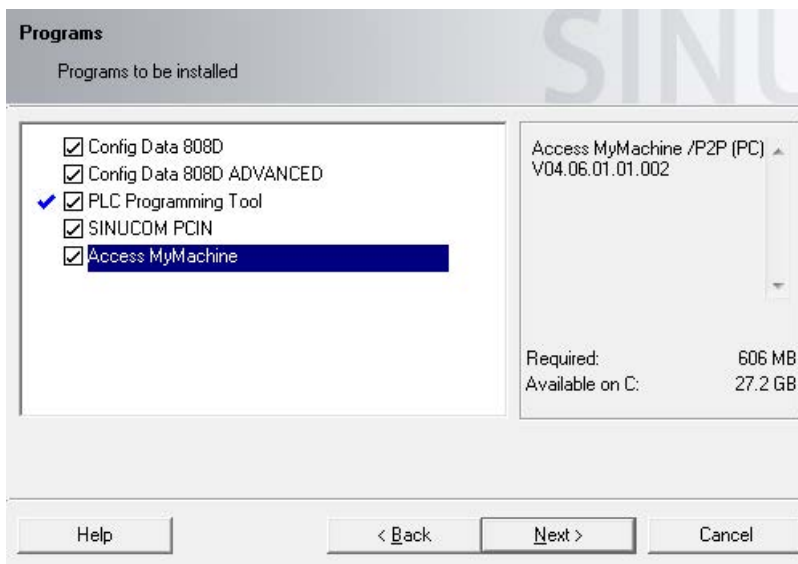 Programs
Programs to be installed
SINU
Config Data 808D
Config Data 808D ADVANCED
PLC Programming Tool
SINUCOM PCIN
Access MyMachine
Access MyMachine /P2P (PC)
V04.06.01.01.002
Required: 606 MB
Available on C: 27.2 GB
Help < Back Next > Cancel